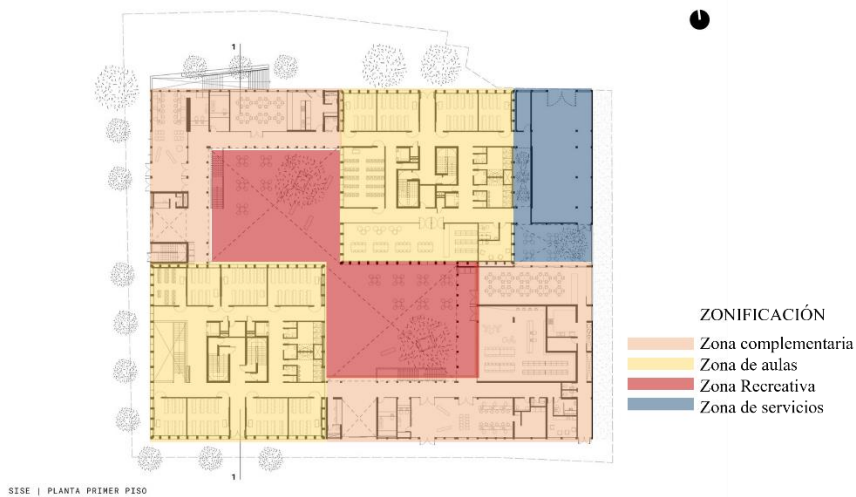 1
ZONIFICACIÓN
Zona complementaria
Zona de aulas
Zona Recreativa
Zona de servicios
1
SISE | PLANTA PRIMER PISO